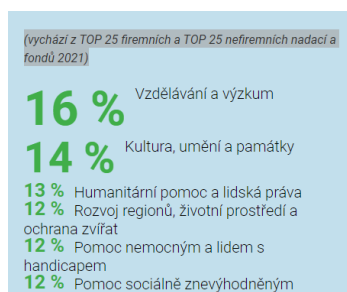 (vychází z TOP 25 firemních a TOP 25 nefiremních nadací a
fondů 2021)
16 % Vzdělávání a výzkum
14 % Kultura, umění a památky
13 % Humanitární pomoc a lidská práva
12 % Rozvoj regionů, životní prostředí a
ochrana zvířat
12 % Pomoc nemocným a lidem s
handicapem
12 % Pomoc sociálně znevýhodněným